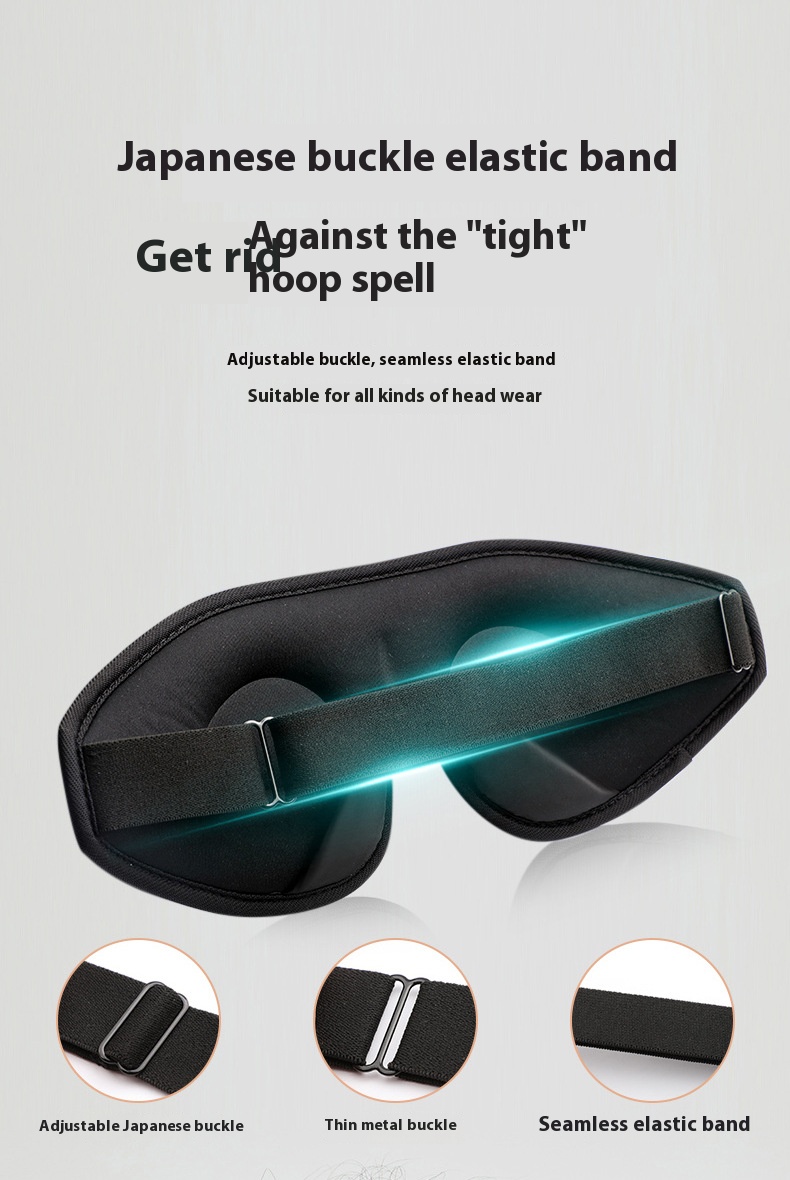 Japanese buckle elastic band
Get rid
Against the "tight"
hoop spell
Adjustable buckle, seamless elastic band
Suitable for all kinds of head wear
Adjustable Japanese buckle
Thin metal buckle
Seamless elastic band